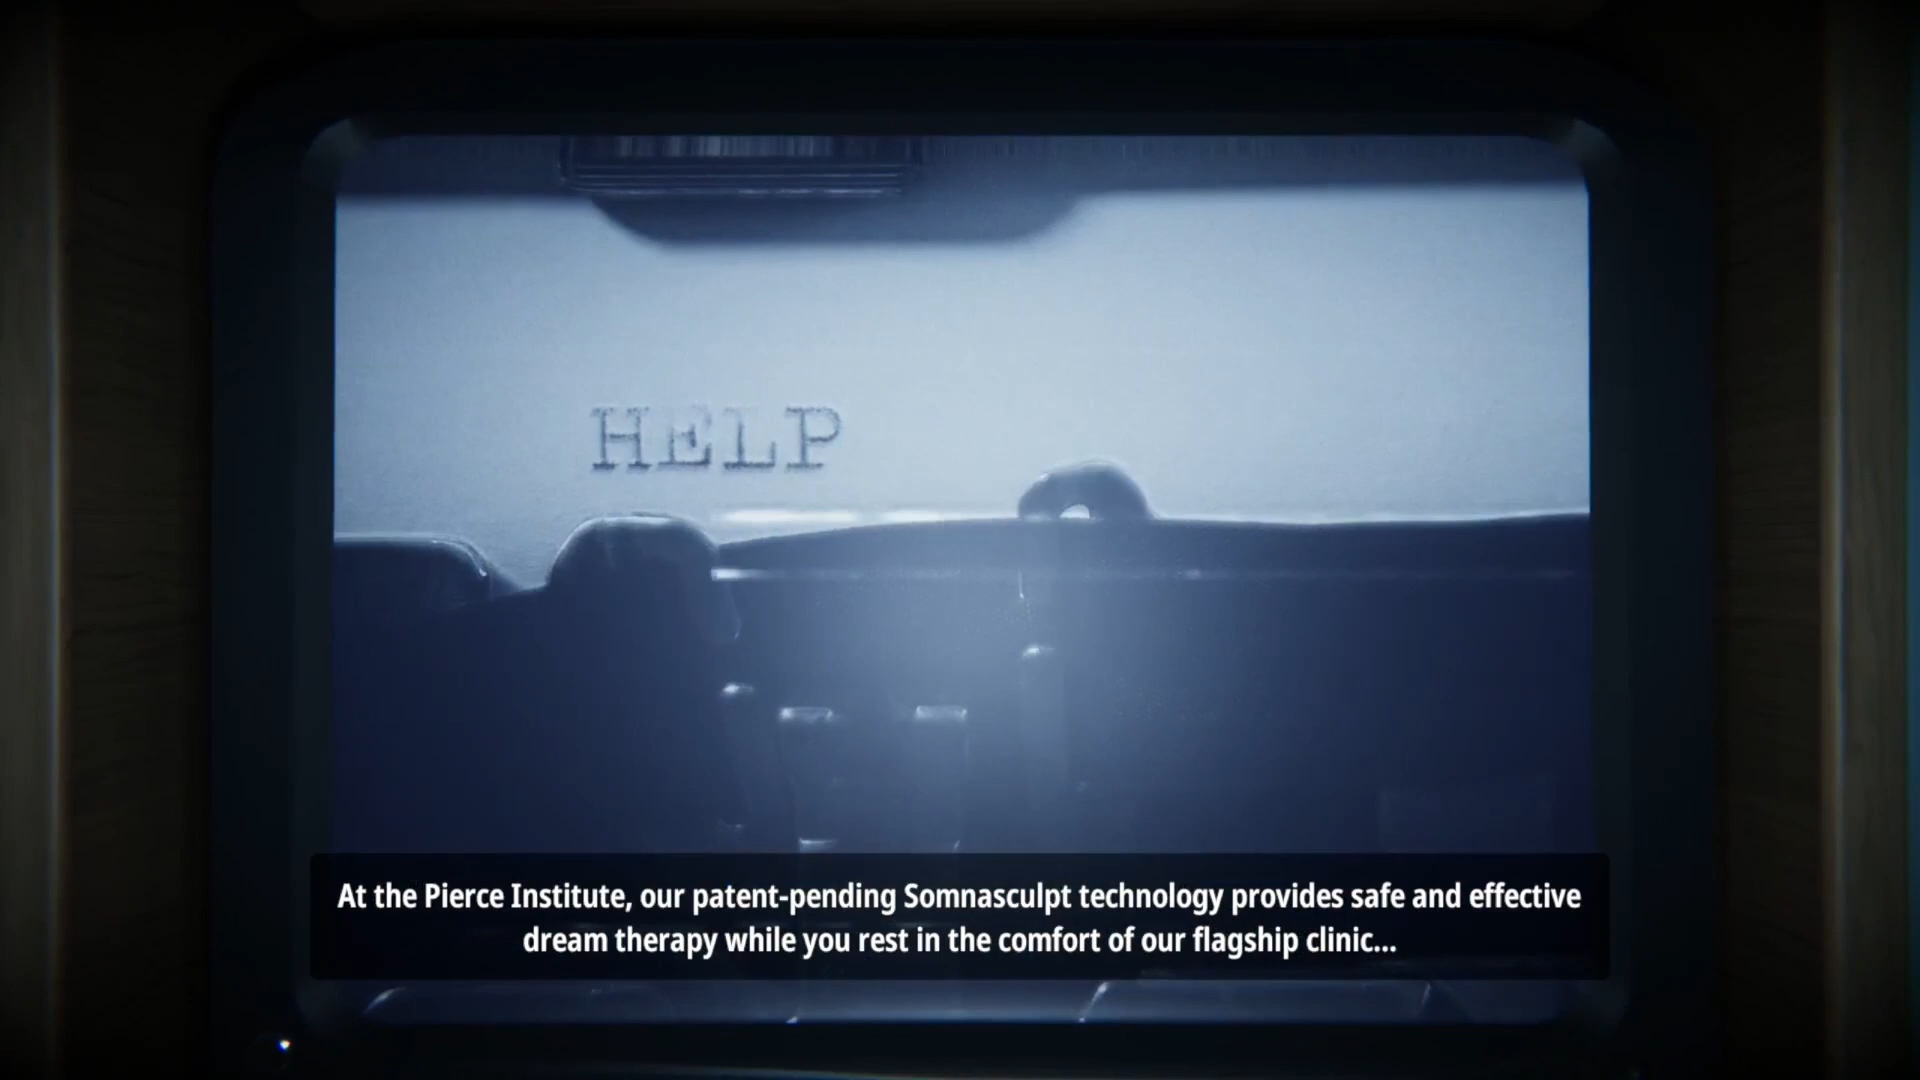 HELP
At the Pierce Institute, our patent-pending Somnasculpt technology provides safe and effective
dream therapy while you rest in the comfort of our flagship clinic...